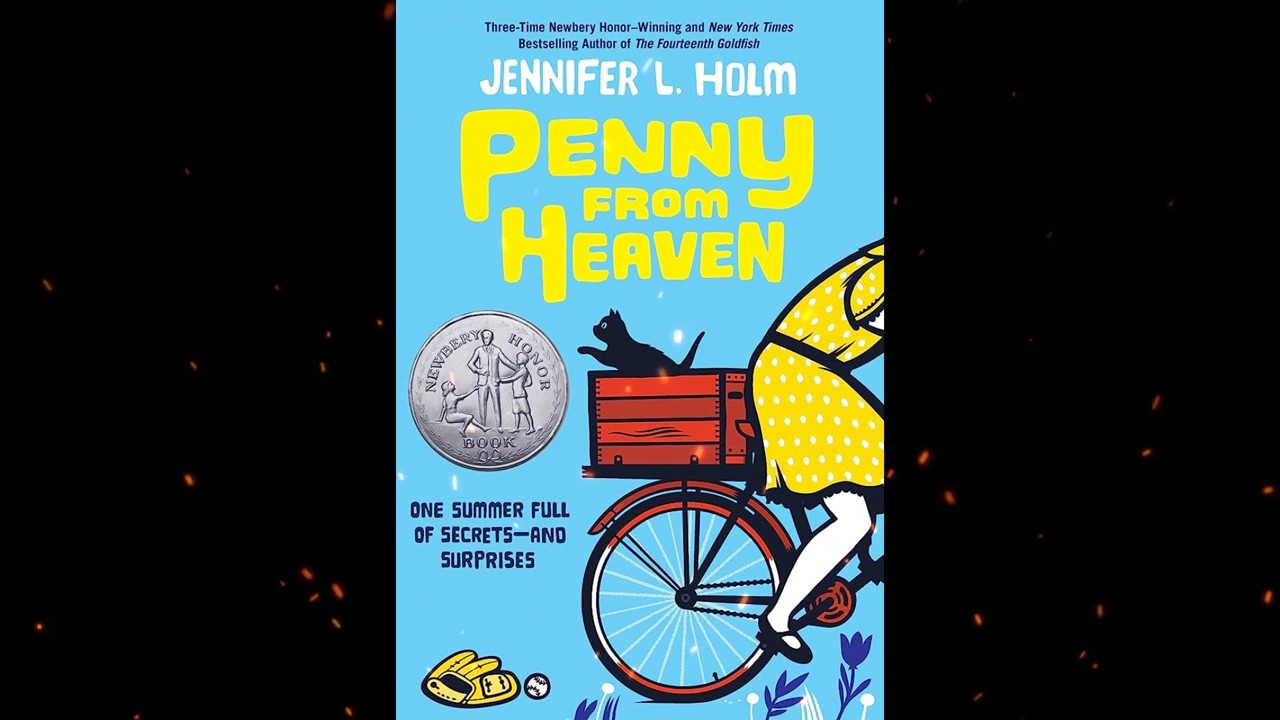 Three-Time Newbery Honor–Winning and New York Times
Bestselling Author of The Fourteenth Goldfish
JENNIFER L. HOLM
PENNY
FROM
HEAVEN
NEWBERY HONOR
BOOK
ONE SUMMER FULL
OF SECRETS—AND
SURPRISES